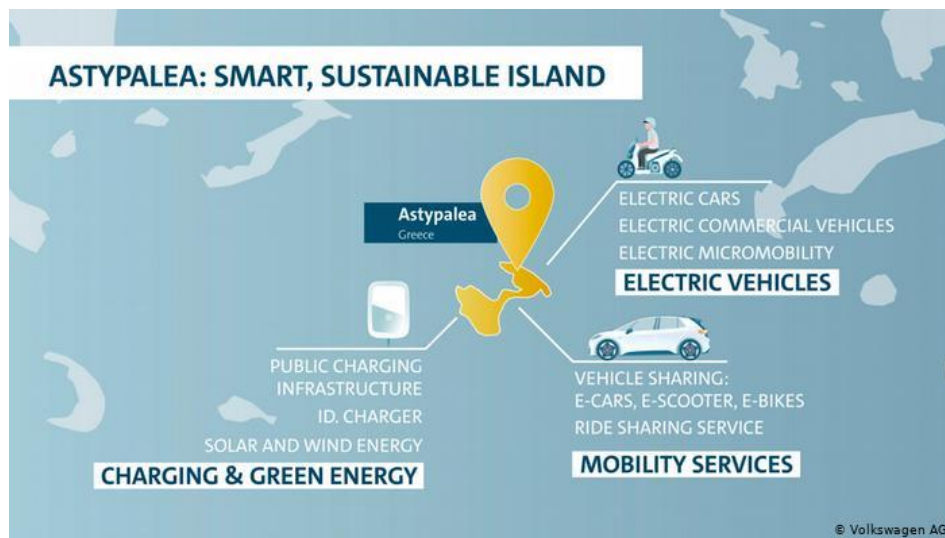 ASTYPALEA: SMART, SUSTAINABLE ISLAND
Astypalea
Greece
ELECTRIC CARS
ELECTRIC COMMERCIAL VEHICLES
ELECTRIC MICROMOBILITY
ELECTRIC VEHICLES
PUBLIC CHARGING
INFRASTRUCTURE
ID. CHARGER
SOLAR AND WIND ENERGY
CHARGING & GREEN ENERGY
VEHICLE SHARING:
E-CARS, E-SCOOTER, E-BIKES
RIDE SHARING SERVICE
MOBILITY SERVICES
© Volkswagen AG